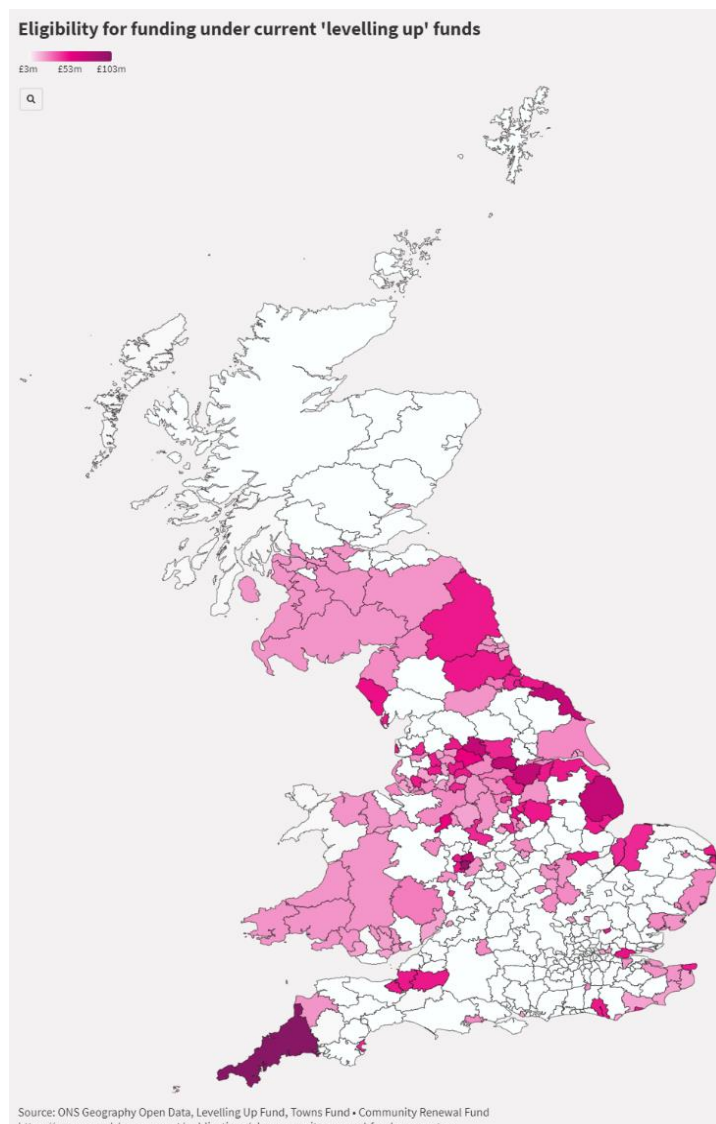 Eligibility for funding under current 'levelling up' funds
£3m £53m £103m
Source: ONS Geography Open Data, Levelling Up Fund, Towns Fund • Community Renewal Fund